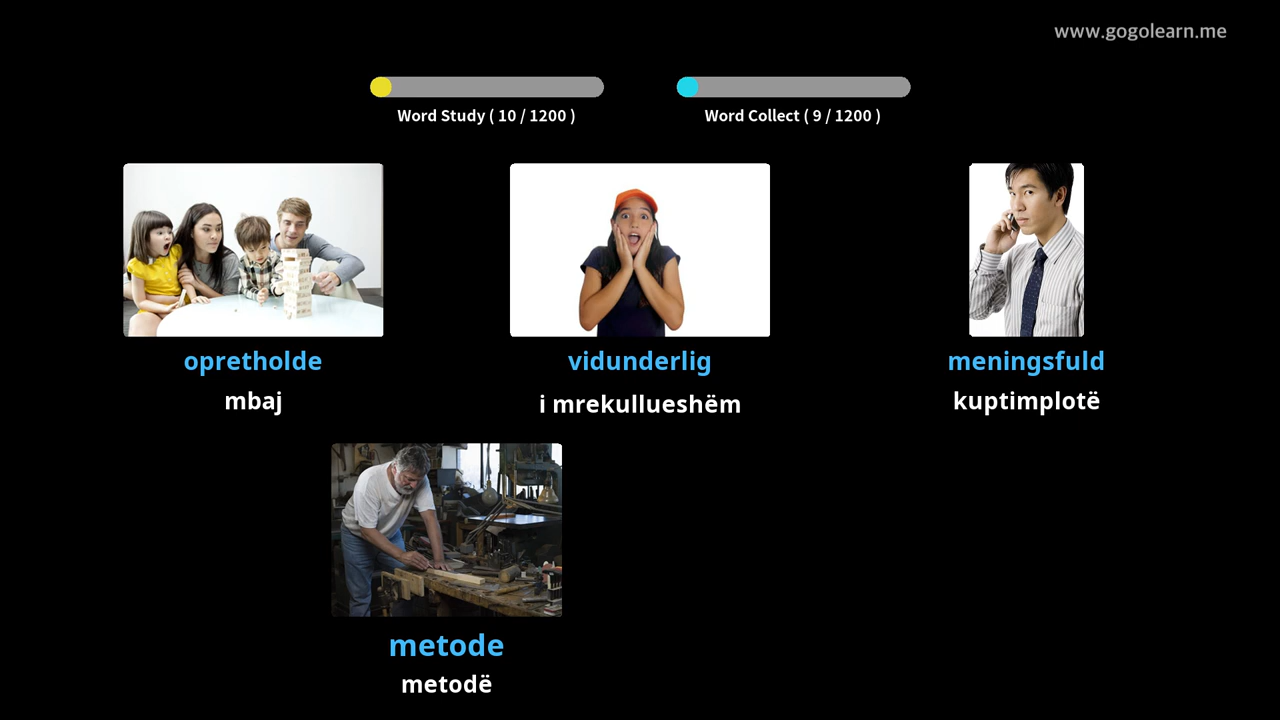 www.gogolearn.me
Word Study ( 10 / 1200 )
Word Collect ( 9 / 1200 )
opretholde
mbaj
vidunderlig
i mrekullueshëm
meningsfuld
kuptimplotë
metode
metodë